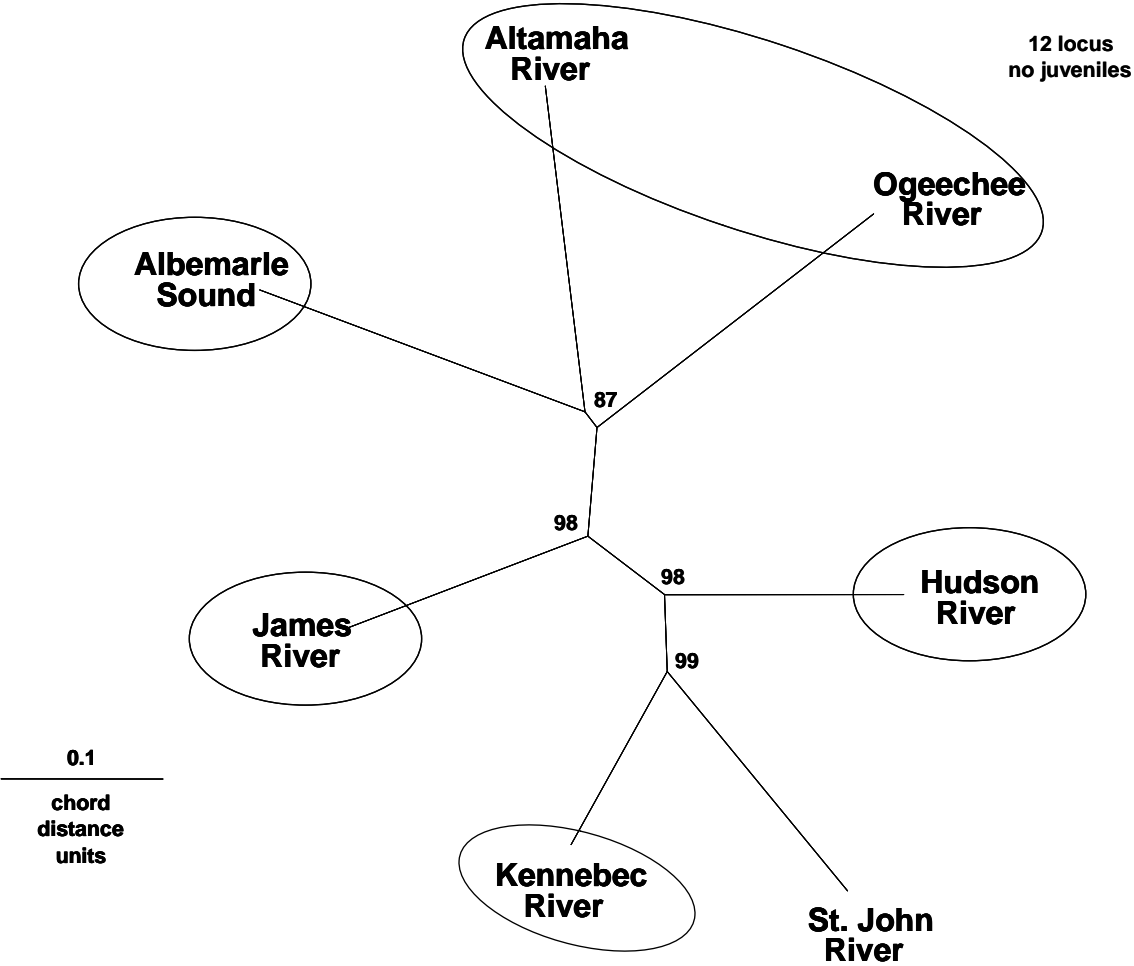 Altamaha
River
12 locus
no juveniles
Ogeechee
River
Albemarle
Sound
87
98
98
Hudson
River
James
River
99
0.1
chord
distance
units
Kennebec
River
St. John
River